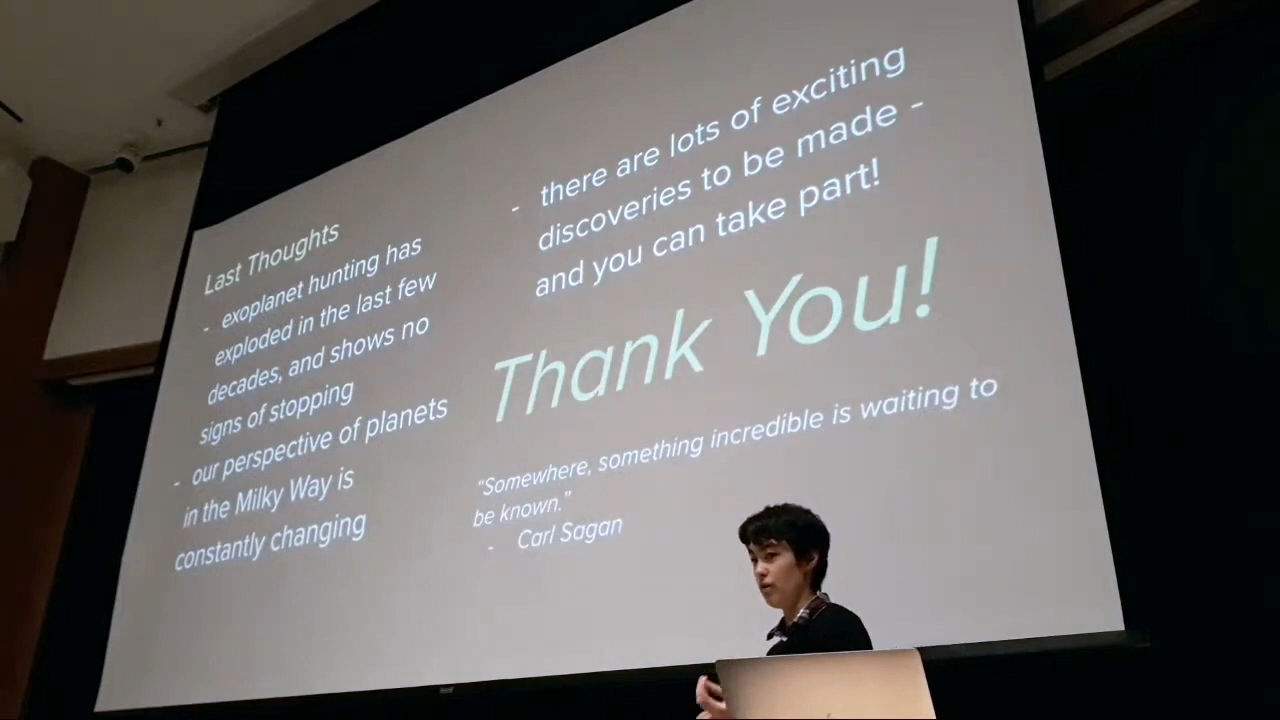 Last Thoughts
- exoplanet hunting has
exploded in the last few
decades, and shows no
signs of stopping
- our perspective of planets
in the Milky Way is
constantly changing
- there are lots of exciting
discoveries to be made -
and you can take part!
Thank You!
“Somewhere, something incredible is waiting to
be known.”
- Carl Sagan